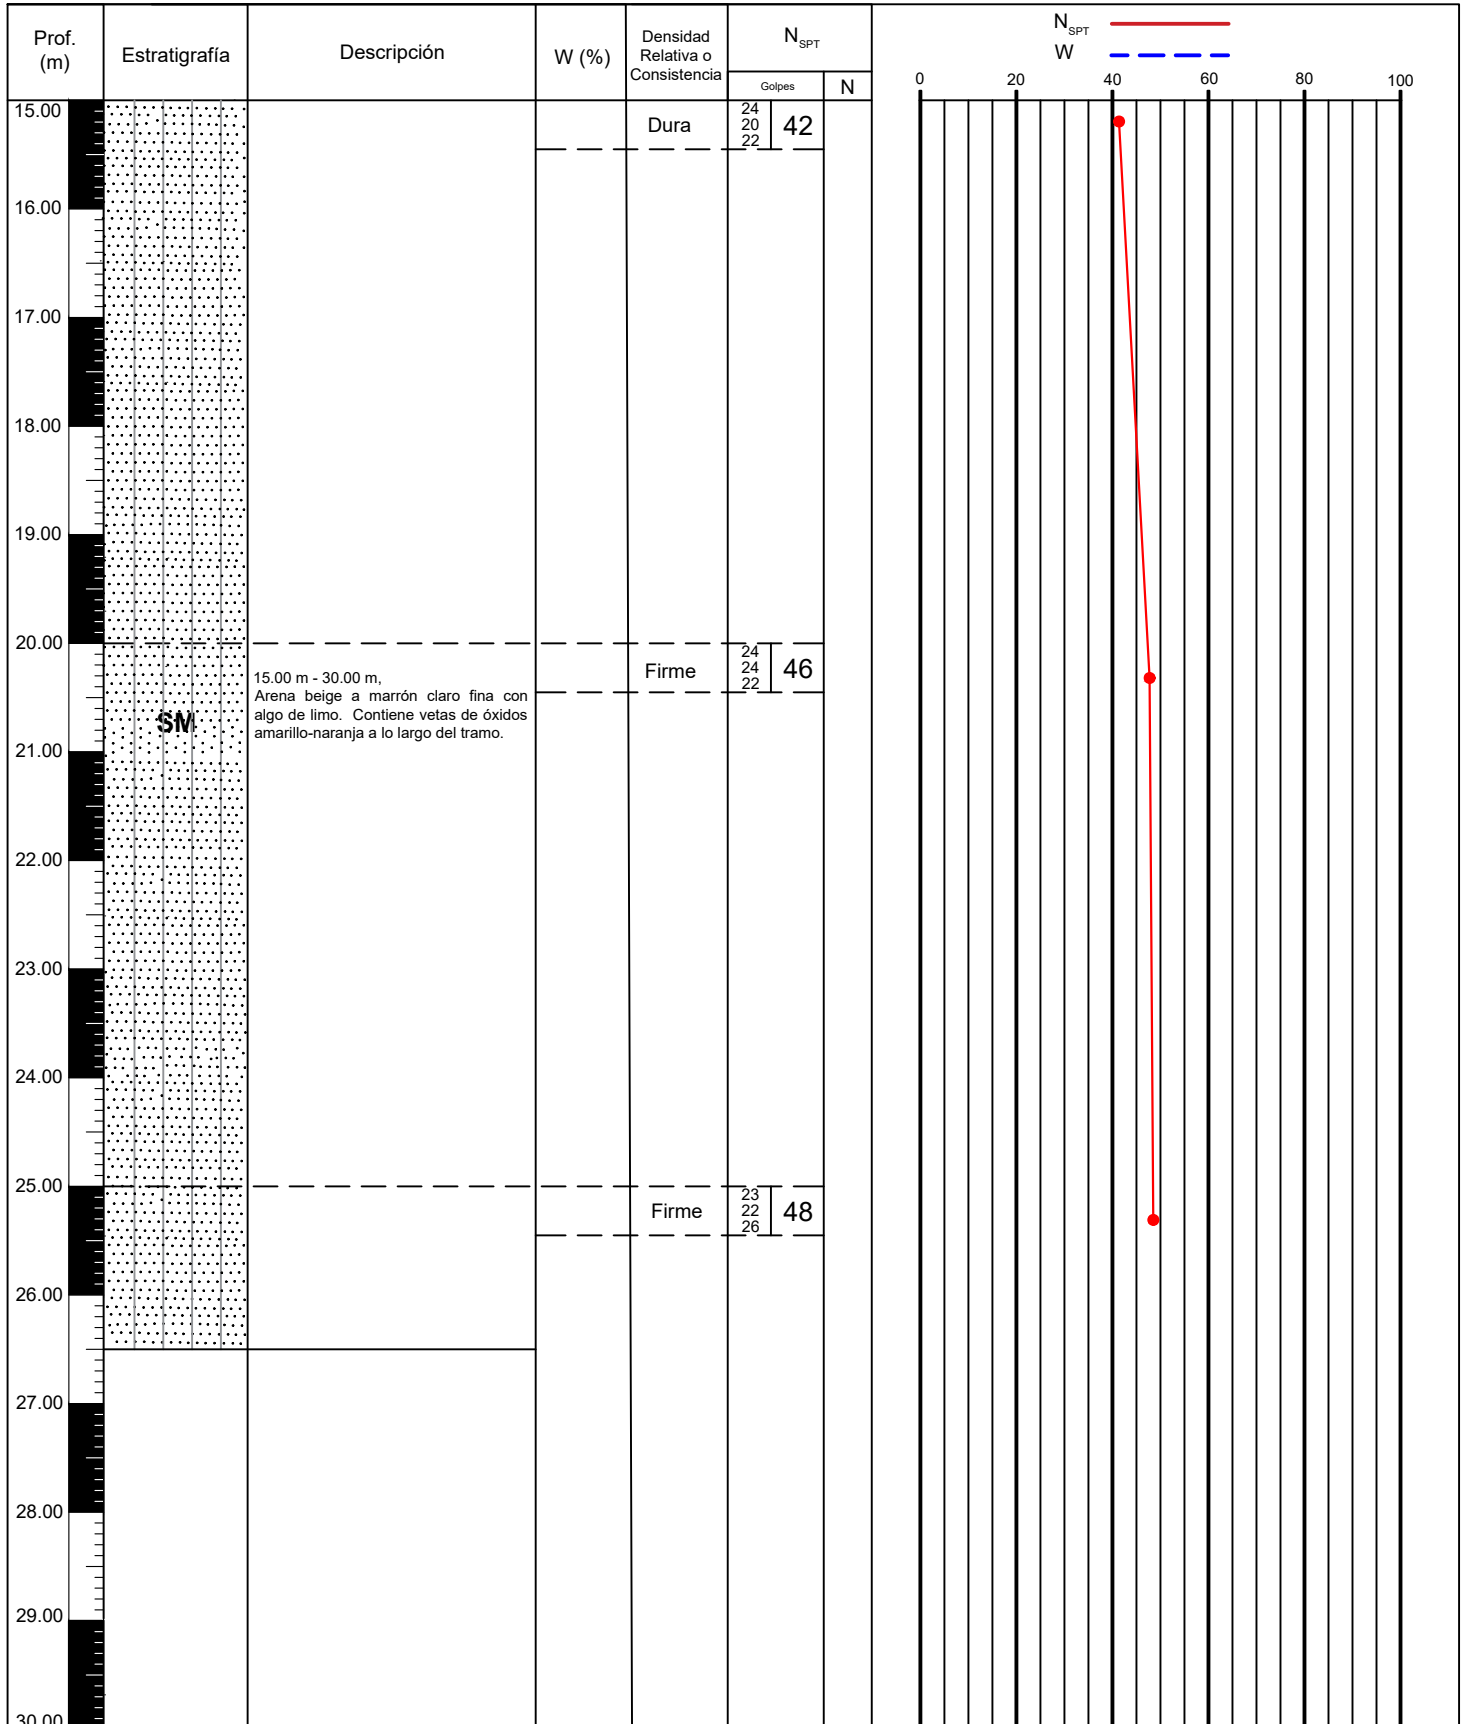 Prof.
(m)
Estratigrafía
Descripción
W (%)
Densidad
Relativa o
Consistencia
N SPT
Golpes
N
N SPT
W
0 20 40 60 80 100
15.00
Dura
24
20
22
42
16.00
17.00
18.00
19.00
20.00
Firme
24
24
22
46
15.00 m - 30.00 m,
Arena beige a marrón claro fina con
algo de limo. Contiene vetas de óxidos
amarillo-naranja a lo largo del tramo.
SM
21.00
22.00
23.00
24.00
25.00
Firme
23
22
26
48
26.00
27.00
28.00
29.00
30.00